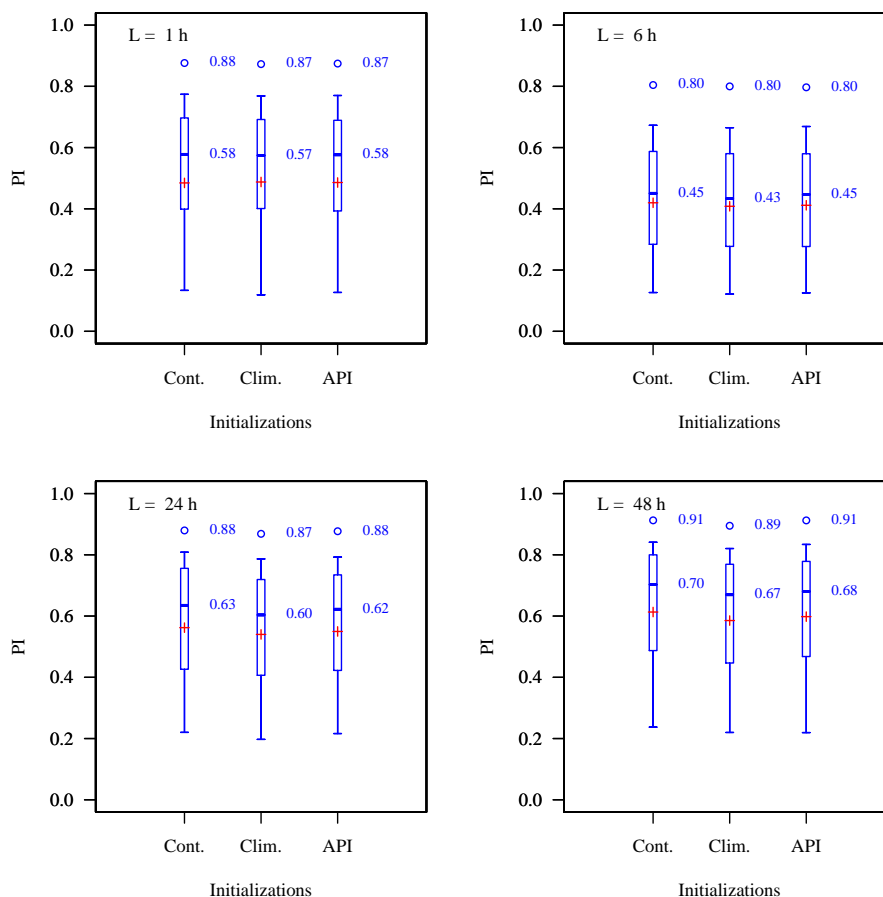 L = 1 h
1.0
0.8
0.6
0.4
0.2
0.0
PI
0.88 0.87 0.87
0.58 0.57 0.58
Cont. Clim. API
Initializations
L = 6 h
1.0
0.8
0.6
0.4
0.2
0.0
PI
0.80 0.80 0.80
0.45 0.43 0.45
Cont. Clim. API
Initializations
L = 24 h
1.0
0.8
0.6
0.4
0.2
0.0
PI
0.88 0.87 0.88
0.63 0.60 0.62
Cont. Clim. API
Initializations
L = 48 h
1.0
0.8
0.6
0.4
0.2
0.0
PI
0.91 0.89 0.91
0.70 0.67 0.68
Cont. Clim. API
Initializations